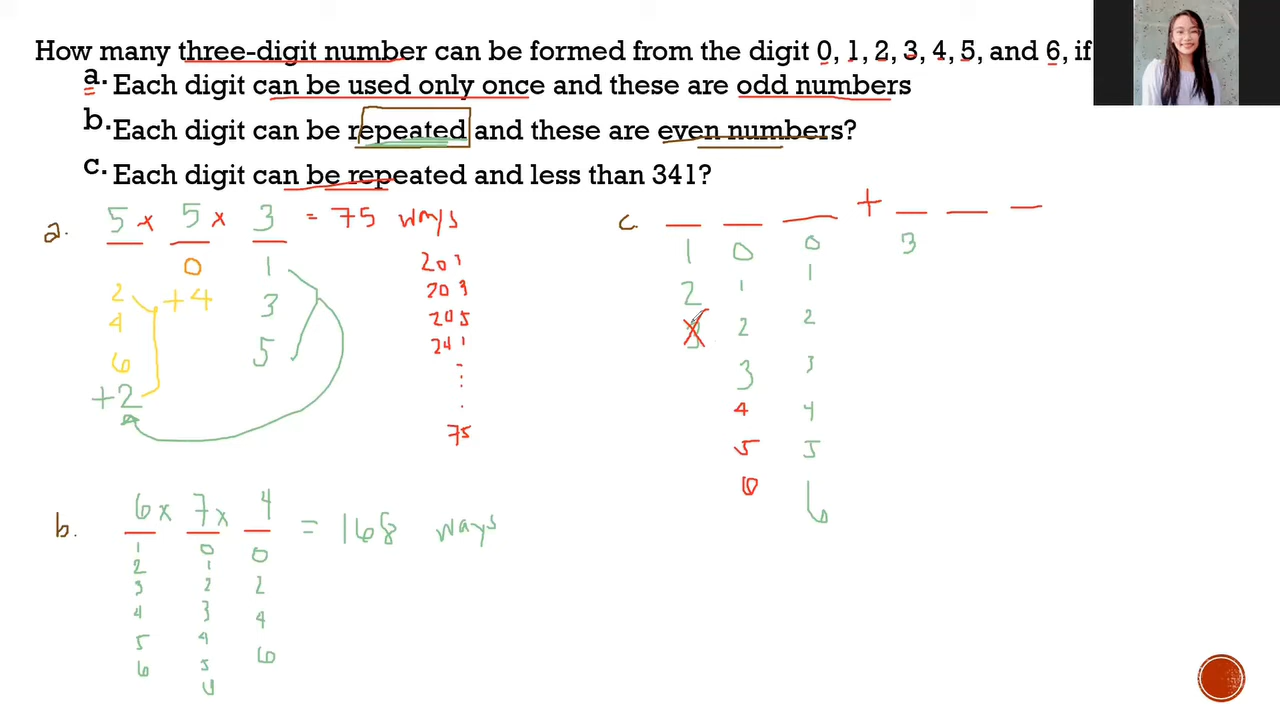 How many three-digit number can be formed from the digit 0, 1, 2, 3, 4, 5, and 6, if
a. Each digit can be used only once and these are odd numbers
b. Each digit can be repeated and these are even numbers?
c. Each digit can be repeated and less than 341?
a. 5 x 5 x 3 = 75 ways
0 1
2 +4 3
4 5
6
+2
201
203
205
241
75
b. 6 x 7 x 4 = 168 ways
1 0 0
2 1 2
3 2 4
4 3 6
5 4
6 5
c. _ _ _ + _ _ _
1 0 0 3
2 1 1
3 2 2
3 3
4 4
5 5
6 6